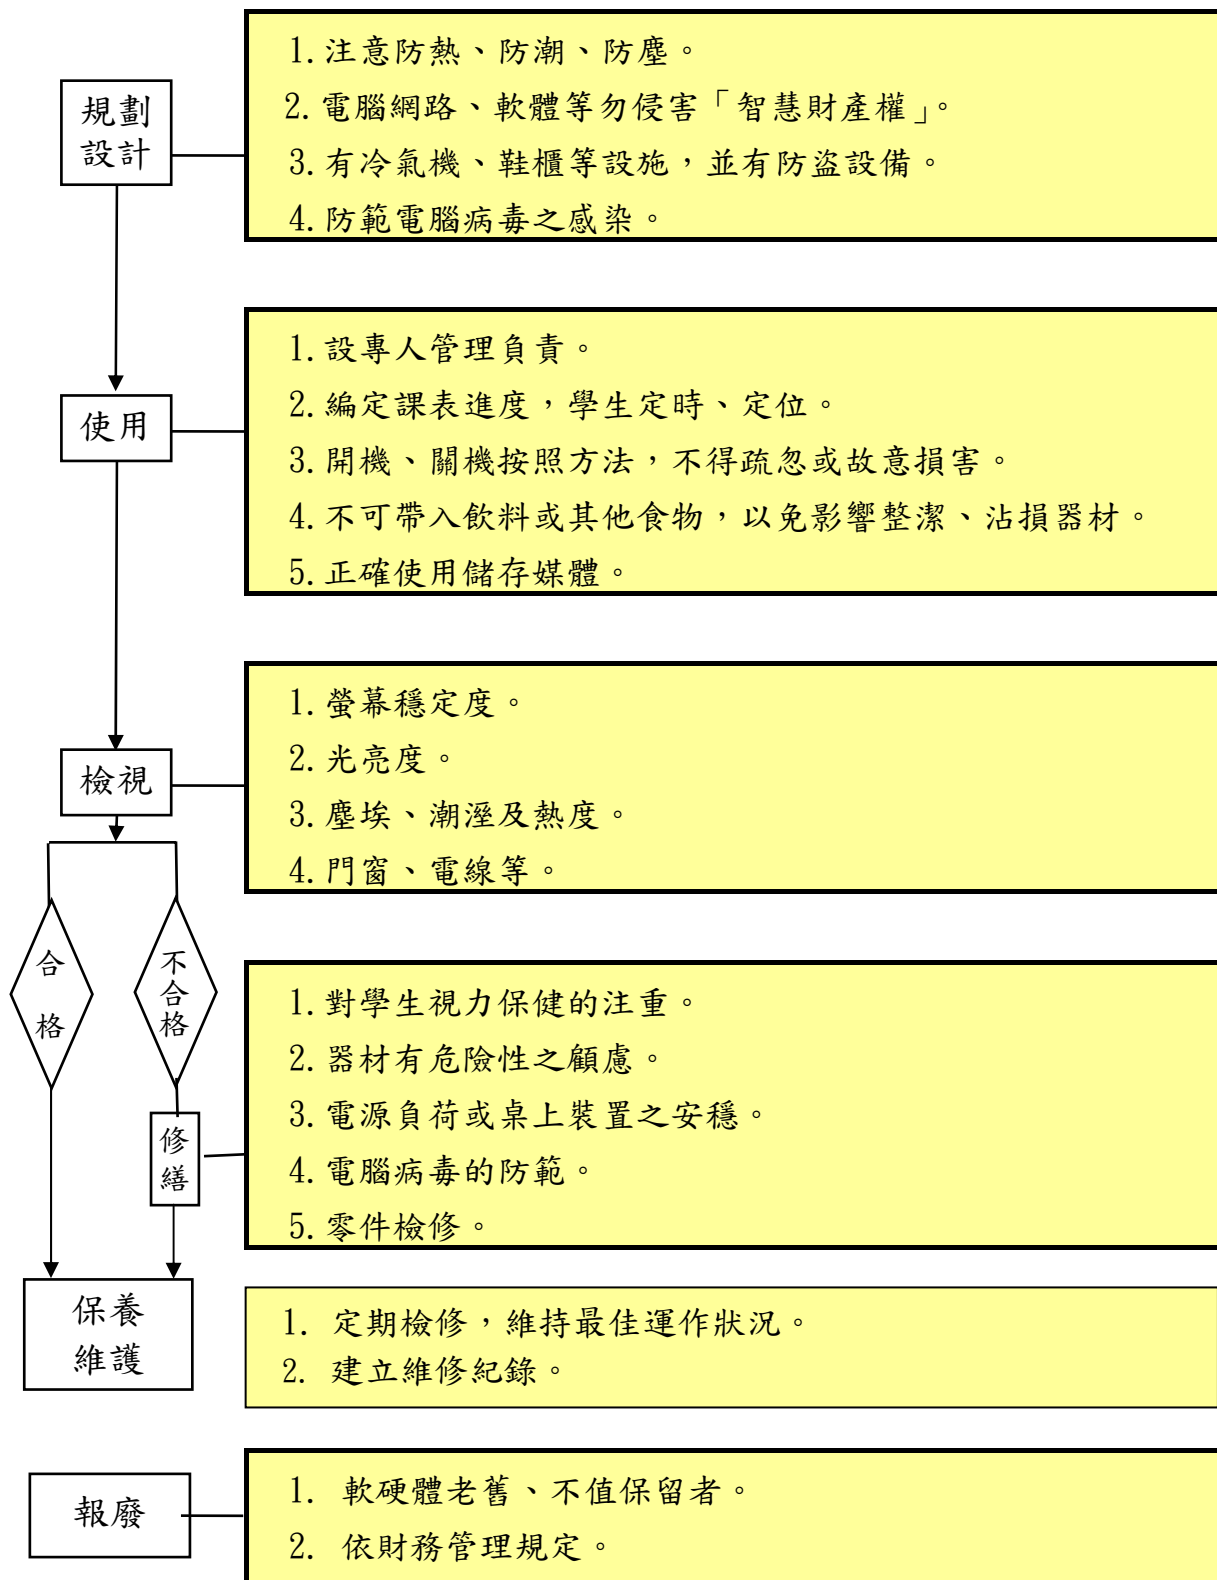 規劃
設計
1.注意防熱、防潮、防塵。
2.電腦網路、軟體等勿侵害「智慧財產權」。
3.有冷氣機、鞋櫃等設施，並有防盜設備。
4.防範電腦病毒之感染。
使用
1.設專人管理負責。
2.編定課表進度，學生定時、定位。
3.開機、關機按照方法，不得疏忽或故意損害。
4.不可帶入飲料或其他食物，以免影響整潔、沾損器材。
5.正確使用儲存媒體。
檢視
1.螢幕穩定度。
2.光亮度。
3.塵埃、潮溼及熱度。
4.門窗、電線等。
合
格
不
合
格
修
繕
1.對學生視力保健的注重。
2.器材有危險性之顧慮。
3.電源負荷或桌上裝置之安穩。
4.電腦病毒的防範。
5.零件檢修。
保養
維護
1. 定期檢修，維持最佳運作狀況。
2. 建立維修紀錄。
報廢
1. 軟硬體老舊、不值保留者。
2. 依財務管理規定。